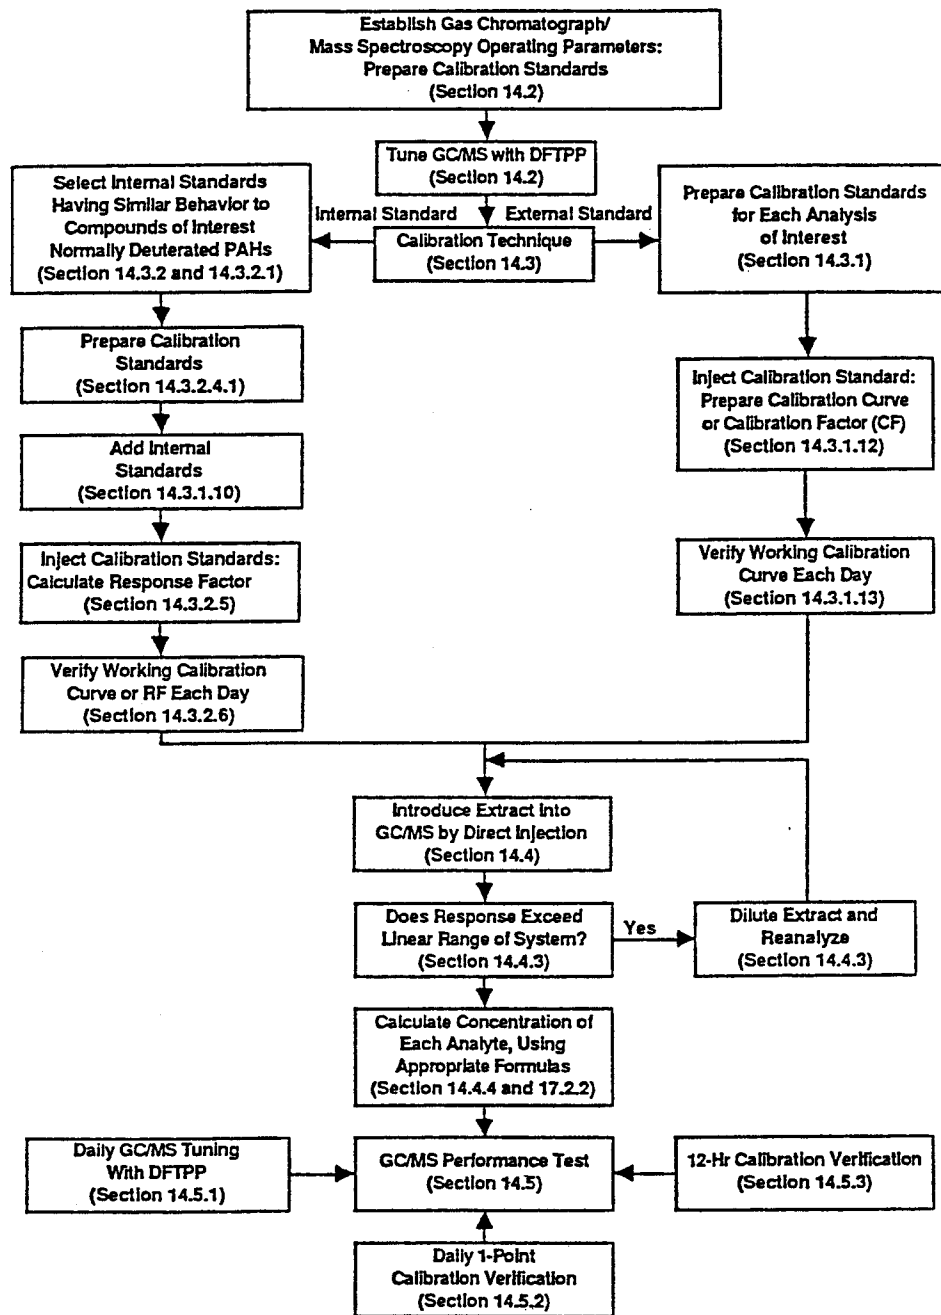 Establish Gas Chromatograph/
Mass Spectroscopy Operating Parameters:
Prepare Calibration Standards
(Section 14.2)
Tune GC/MS with DFTPP
(Section 14.2)
Select Internal Standards
Having Similar Behavior to
Compounds of Interest
Normally Deuterated PAHs
(Section 14.3.2 and 14.3.2.1)
Internal Standard
External Standard
Calibration Technique
(Section 14.3)
Prepare Calibration Standards
for Each Analysis
of Interest
(Section 14.3.1)
Prepare Calibration
Standards
(Section 14.3.2.4.1)
Inject Calibration Standard:
Prepare Calibration Curve
or Calibration Factor (CF)
(Section 14.3.1.12)
Add Internal
Standards
(Section 14.3.1.10)
Inject Calibration Standards:
Calculate Response Factor
(Section 14.3.2.5)
Verify Working Calibration
Curve Each Day
(Section 14.3.1.13)
Verify Working Calibration
Curve or RF Each Day
(Section 14.3.2.6)
Introduce Extract into
GC/MS by Direct Injection
(Section 14.4)
Does Response Exceed
Linear Range of System?
(Section 14.4.3)
Yes
Dilute Extract and
Reanalyze
(Section 14.4.3)
Calculate Concentration of
Each Analyte, Using
Appropriate Formulas
(Section 14.4.4 and 17.2.2)
Daily GC/MS Tuning
With DFTPP
(Section 14.5.1)
GC/MS Performance Test
(Section 14.5)
12-Hr Calibration Verification
(Section 14.5.3)
Daily 1-Point
Calibration Verification
(Section 14.5.2)